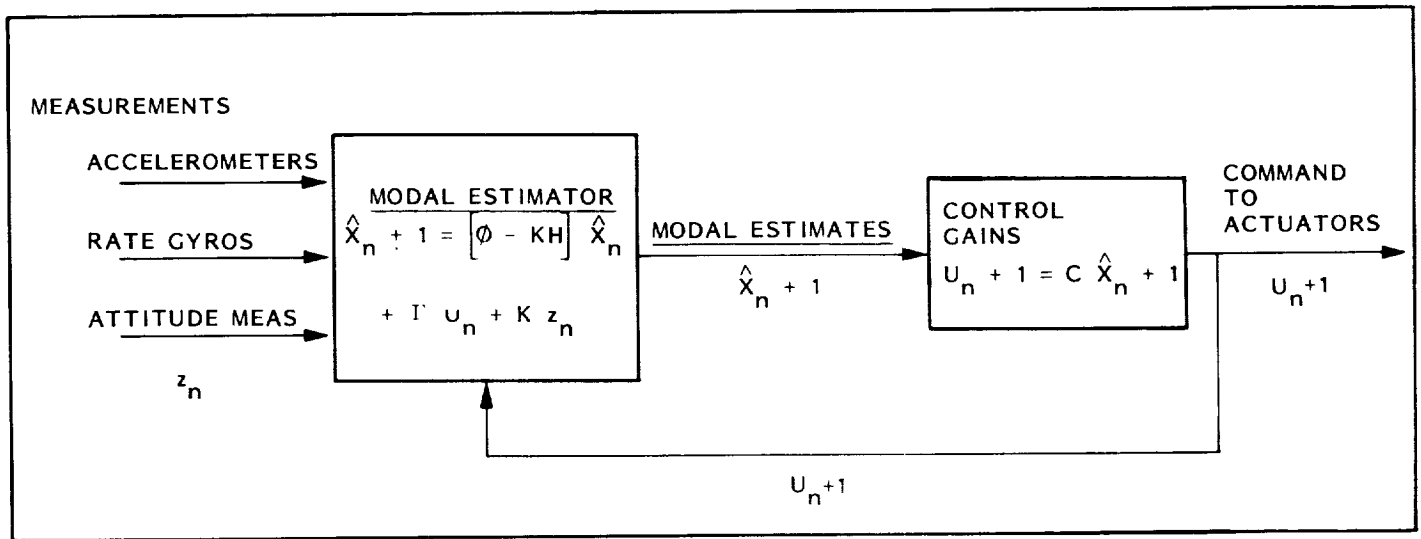 MEASUREMENTS
ACCELEROMETERS
RATE GYROS
ATTITUDE MEAS
z_n
MODAL ESTIMATOR
X̂_n + 1 = [Ø - KH] X̂_n
+ Γ u_n + K z_n
MODAL ESTIMATES
X̂_n + 1
CONTROL
GAINS
U_n + 1 = C X̂_n + 1
COMMAND
TO
ACTUATORS
U_n+1
U_n+1